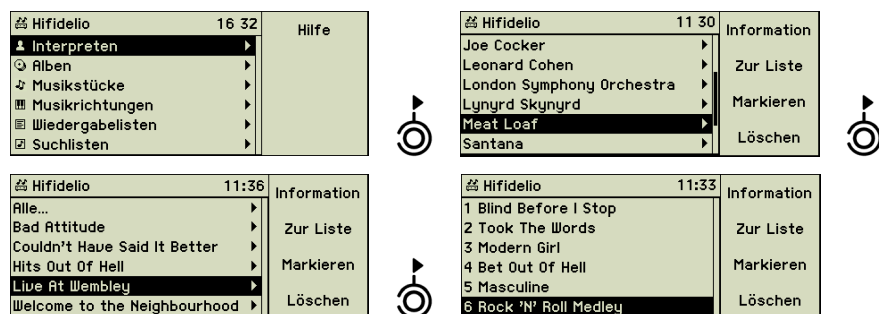 Hifidelio 16 32
Interpreten
Alben
Musikstücke
Musikrichtungen
Wiedergabelisten
Suchlisten
Hilfe
Hifidelio 11 30
Joe Cocker
Leonard Cohen
London Symphony Orchestra
Lynyrd Skynyrd
Meat Loaf
Santana
Information
Zur Liste
Markieren
Löschen
Hifidelio 11:36
Alle...
Bad Attitude
Couldn't Have Said It Better
Hits Out Of Hell
Live At Wembley
Welcome to the Neighbourhood
Information
Zur Liste
Markieren
Löschen
Hifidelio 11:33
1 Blind Before I Stop
2 Took The Words
3 Modern Girl
4 Bet Out Of Hell
5 Masculine
6 Rock 'N' Roll Medley
Information
Zur Liste
Markieren
Löschen